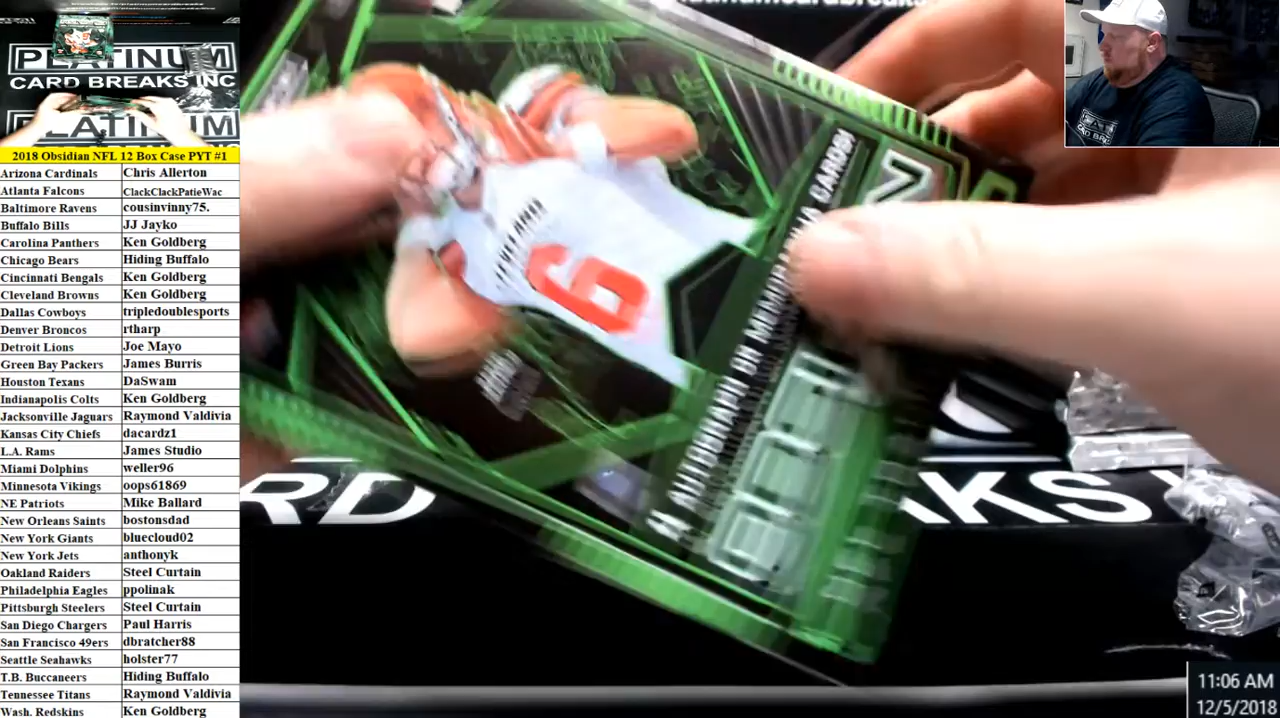 PLATINUM
CARD BREAKS INC
PLATINUM
2018 Obsidian NFL 12 Box Case PYT #1
Arizona Cardinals Chris Allerton
Atlanta Falcons ClackClackPatieWac
Baltimore Ravens cousinvinny75.
Buffalo Bills JJ Jayko
Carolina Panthers Ken Goldberg
Chicago Bears Hiding Buffalo
Cincinnati Bengals Ken Goldberg
Cleveland Browns Ken Goldberg
Dallas Cowboys tripledoublesports
Denver Broncos rtharp
Detroit Lions Joe Mayo
Green Bay Packers James Burris
Houston Texans DaSwam
Indianapolis Colts Ken Goldberg
Jacksonville Jaguars Raymond Valdivia
Kansas City Chiefs dacardz1
L.A. Rams James Studio
Miami Dolphins weller96
Minnesota Vikings oops61869
NE Patriots Mike Ballard
New Orleans Saints bostonsdad
New York Giants bluecloud02
New York Jets anthonyk
Oakland Raiders Steel Curtain
Philadelphia Eagles ppolinak
Pittsburgh Steelers Steel Curtain
San Diego Chargers Paul Harris
San Francisco 49ers dbratcher88
Seattle Seahawks holster77
T.B. Buccaneers Hiding Buffalo
Tennessee Titans Raymond Valdivia
Wash. Redskins Ken Goldberg
CLEVELAND
6
AUTOGRAPH OR MEMORABILIA CARDS!
RD
AKS
11:06 AM
12/5/2018